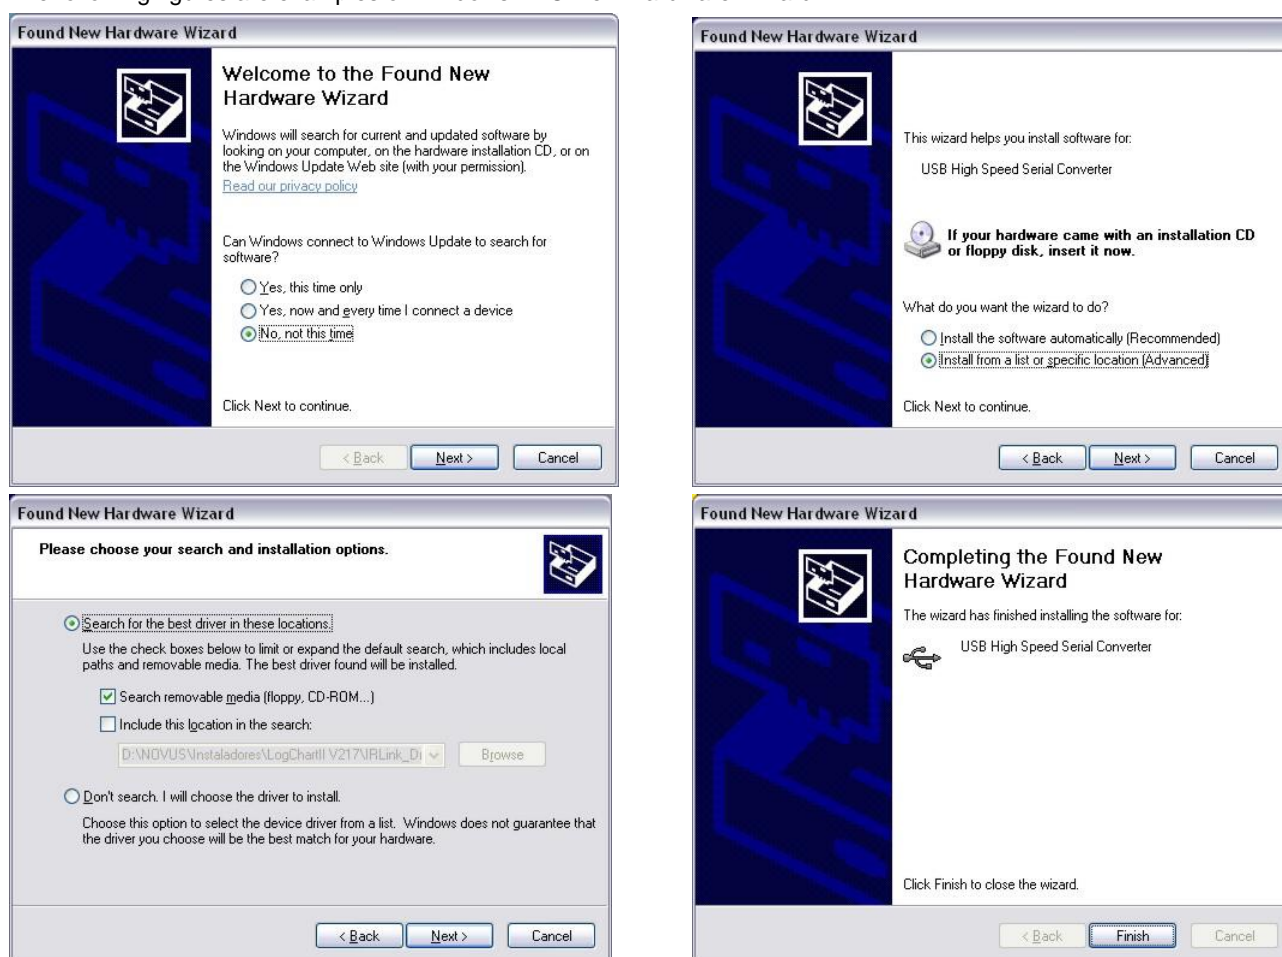 Found New Hardware Wizard
Welcome to the Found New
Hardware Wizard
Windows will search for current and updated software by
looking on your computer, on the hardware installation CD, or on
the Windows Update Web site (with your permission).
Read our privacy policy
Can Windows connect to Windows Update to search for
software?
Yes, this time only
Yes, now and every time I connect a device
No, not this time
Click Next to continue.
< Back
Next >
Cancel
Found New Hardware Wizard
This wizard helps you install software for:
USB High Speed Serial Converter
If your hardware came with an installation CD
or floppy disk, insert it now.
What do you want the wizard to do?
Install the software automatically (Recommended)
Install from a list or specific location (Advanced)
Click Next to continue.
< Back
Next >
Cancel
Found New Hardware Wizard
Please choose your search and installation options.
Search for the best driver in these locations.
Use the check boxes below to limit or expand the default search, which includes local
paths and removable media. The best driver found will be installed.
Search removable media (floppy, CD-ROM...)
Include this location in the search:
D:\NOVUS\Instaladores\LogChartII V217\IRLink_Dr
Browse
Don't search. I will choose the driver to install.
Choose this option to select the device driver from a list. Windows does not guarantee that
the driver you choose will be the best match for your hardware.
< Back
Next >
Cancel
Found New Hardware Wizard
Completing the Found New
Hardware Wizard
The wizard has finished installing the software for:
USB High Speed Serial Converter
Click Finish to close the wizard.
< Back
Finish
Cancel